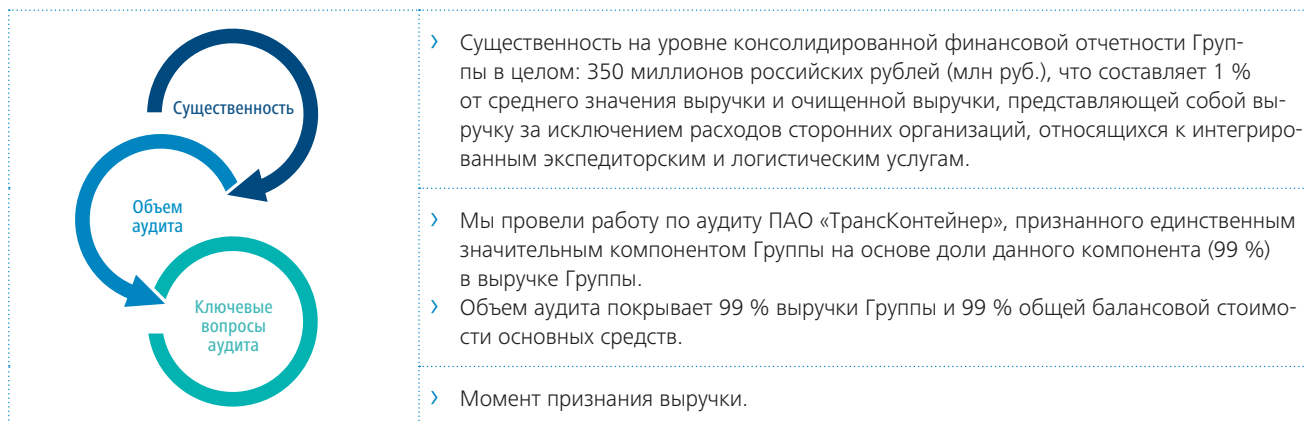 Существенность
› Существенность на уровне консолидированной финансовой отчетности Груп-
пы в целом: 350 миллионов российских рублей (млн руб.), что составляет 1 %
от среднего значения выручки и очищенной выручки, представляющей собой вы-
ручку за исключением расходов сторонних организаций, относящихся к интегриро-
ванным экспедиторским и логистическим услугам.
Объем
аудита
› Мы провели работу по аудиту ПАО «ТрансКонтейнер», признанного единственным
значительным компонентом Группы на основе доли данного компонента (99 %)
в выручке Группы.
› Объем аудита покрывает 99 % выручки Группы и 99 % общей балансовой стоимо-
сти основных средств.
Ключевые
вопросы
аудита
› Момент признания выручки.